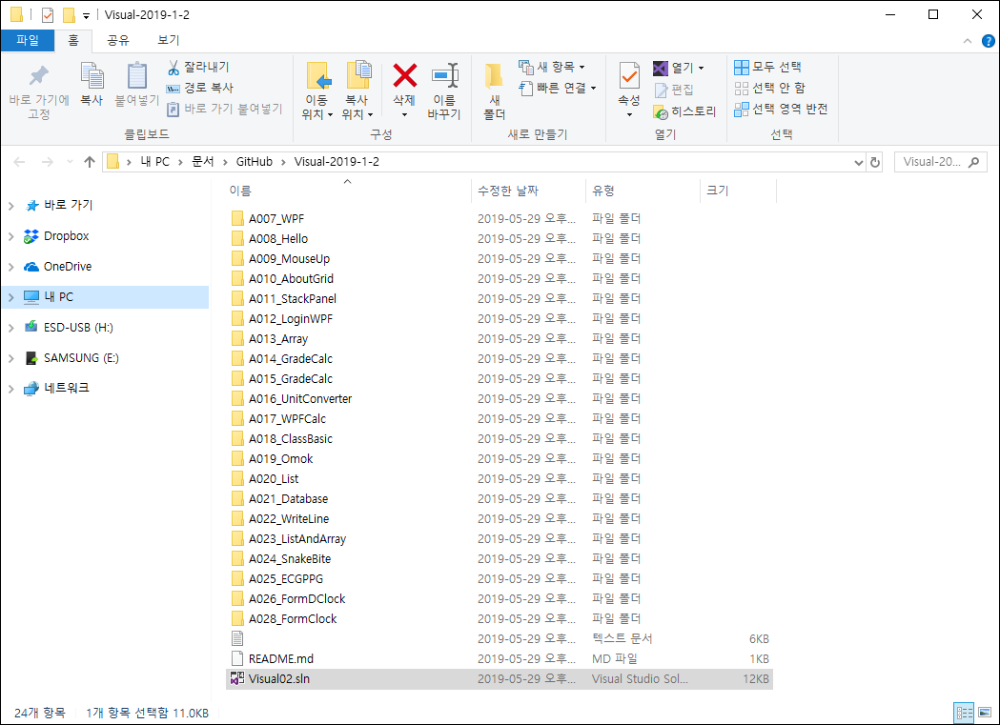 Visual-2019-1-2
파일 홈 공유 보기
바로 가기에 고정
복사
붙여넣기
잘라내기
경로 복사
바로 가기 붙여넣기
클립보드
이동 위치
복사 위치
삭제
이름 바꾸기
구성
새 폴더
새 항목
빠른 연결
새로 만들기
속성
열기
편집
히스토리
열기
모두 선택
선택 안 함
선택 영역 반전
선택
내 PC › 문서 › GitHub › Visual-2019-1-2
Visual-20...
바로 가기
Dropbox
OneDrive
내 PC
ESD-USB (H:)
SAMSUNG (E:)
네트워크
이름 수정한 날짜 유형 크기
A007_WPF 2019-05-29 오후... 파일 폴더
A008_Hello 2019-05-29 오후... 파일 폴더
A009_MouseUp 2019-05-29 오후... 파일 폴더
A010_AboutGrid 2019-05-29 오후... 파일 폴더
A011_StackPanel 2019-05-29 오후... 파일 폴더
A012_LoginWPF 2019-05-29 오후... 파일 폴더
A013_Array 2019-05-29 오후... 파일 폴더
A014_GradeCalc 2019-05-29 오후... 파일 폴더
A015_GradeCalc 2019-05-29 오후... 파일 폴더
A016_UnitConverter 2019-05-29 오후... 파일 폴더
A017_WPFCalc 2019-05-29 오후... 파일 폴더
A018_ClassBasic 2019-05-29 오후... 파일 폴더
A019_Omok 2019-05-29 오후... 파일 폴더
A020_List 2019-05-29 오후... 파일 폴더
A021_Database 2019-05-29 오후... 파일 폴더
A022_WriteLine 2019-05-29 오후... 파일 폴더
A023_ListAndArray 2019-05-29 오후... 파일 폴더
A024_SnakeBite 2019-05-29 오후... 파일 폴더
A025_ECGPPG 2019-05-29 오후... 파일 폴더
A026_FormDClock 2019-05-29 오후... 파일 폴더
A028_FormClock 2019-05-29 오후... 파일 폴더
2019-05-29 오후... 텍스트 문서 6KB
README.md 2019-05-29 오후... MD 파일 1KB
Visual02.sln 2019-05-29 오후... Visual Studio Sol... 12KB
24개 항목 1개 항목 선택함 11.0KB